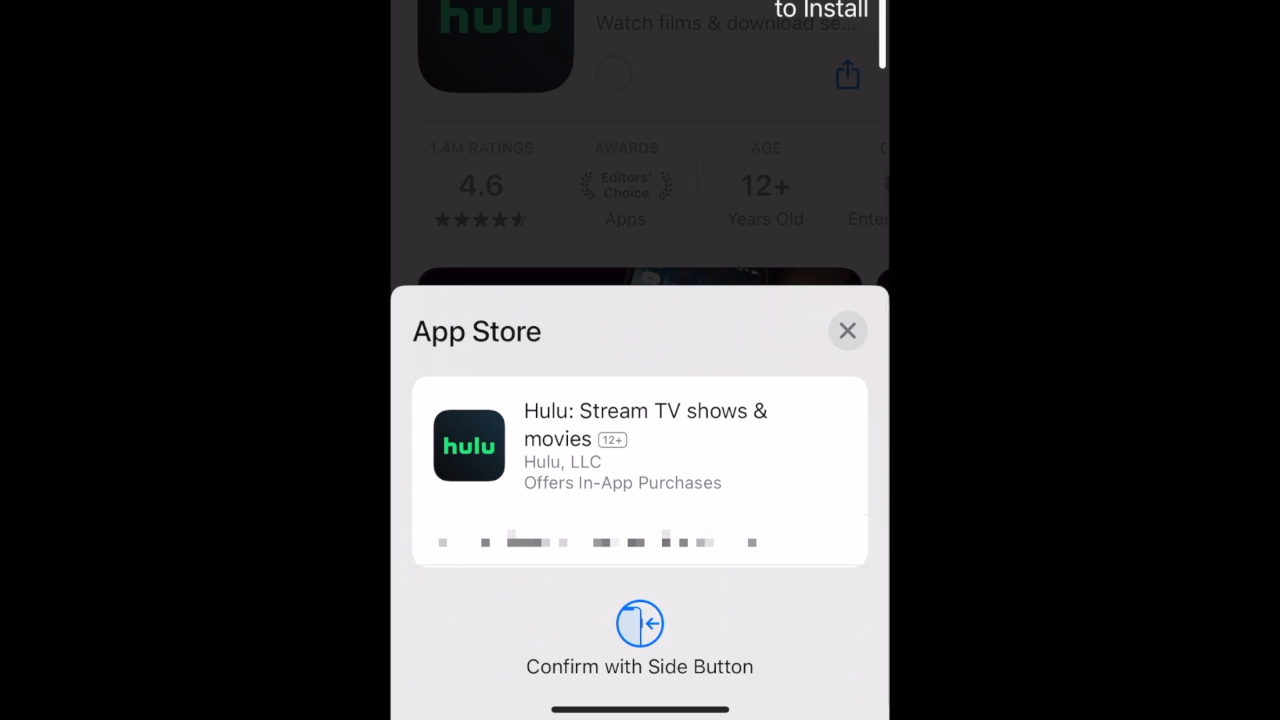 to Install
hulu
Watch films & download se...
1.4M RATINGS
AWARDS
AGE
4.6
Editors'
Choice
12+
Apps
Years Old
App Store
Hulu: Stream TV shows &
movies 12+
hulu
Hulu, LLC
Offers In-App Purchases
Confirm with Side Button